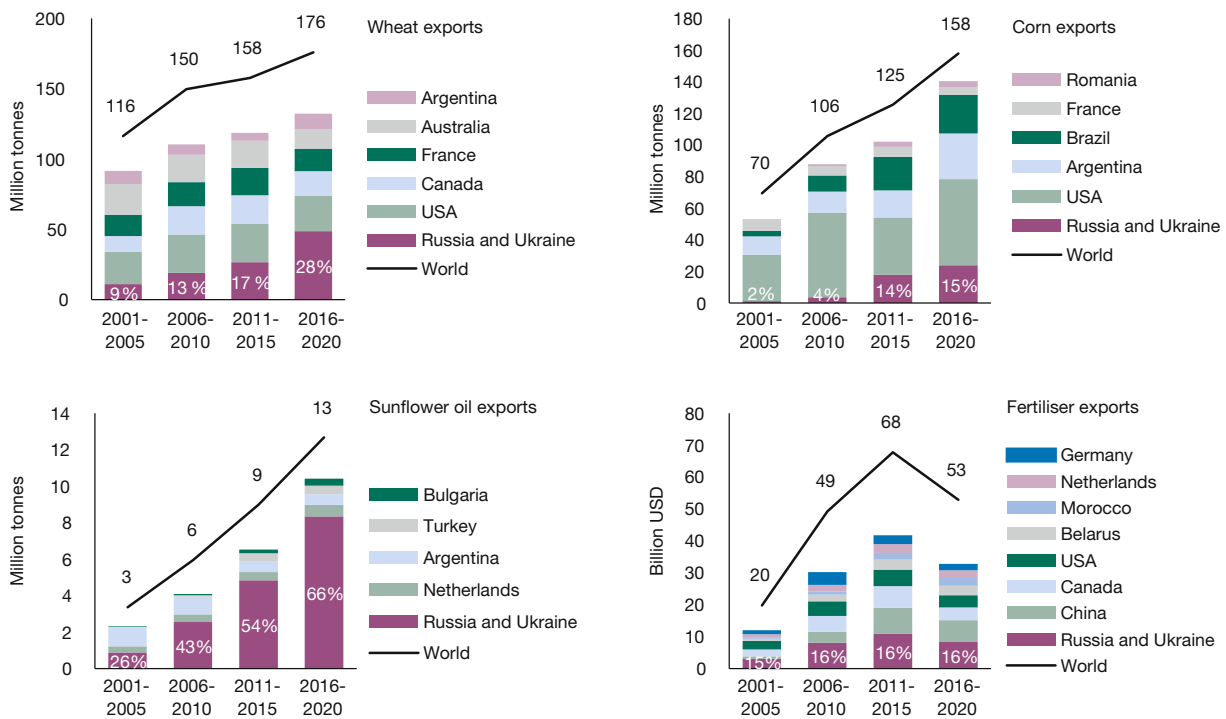 Wheat exports
Million tonnes
200
150
100
50
0
116
150
158
176
9%
13 %
17 %
28%
2001-
2005
2006-
2010
2011-
2015
2016-
2020
Argentina
Australia
France
Canada
USA
Russia and Ukraine
World
Corn exports
Million tonnes
180
160
140
120
100
80
60
40
20
0
70
106
125
158
2%
4%
14%
15%
2001-
2005
2006-
2010
2011-
2015
2016-
2020
Romania
France
Brazil
Argentina
USA
Russia and Ukraine
World
Sunflower oil exports
Million tonnes
14
12
10
8
6
4
2
0
3
6
9
13
26%
43%
54%
66%
2001-
2005
2006-
2010
2011-
2015
2016-
2020
Bulgaria
Turkey
Argentina
Netherlands
Russia and Ukraine
World
Fertiliser exports
Billion USD
80
70
60
50
40
30
20
10
0
20
49
68
53
15%
16%
16%
16%
2001-
2005
2006-
2010
2011-
2015
2016-
2020
Germany
Netherlands
Morocco
Belarus
USA
Canada
China
Russia and Ukraine
World